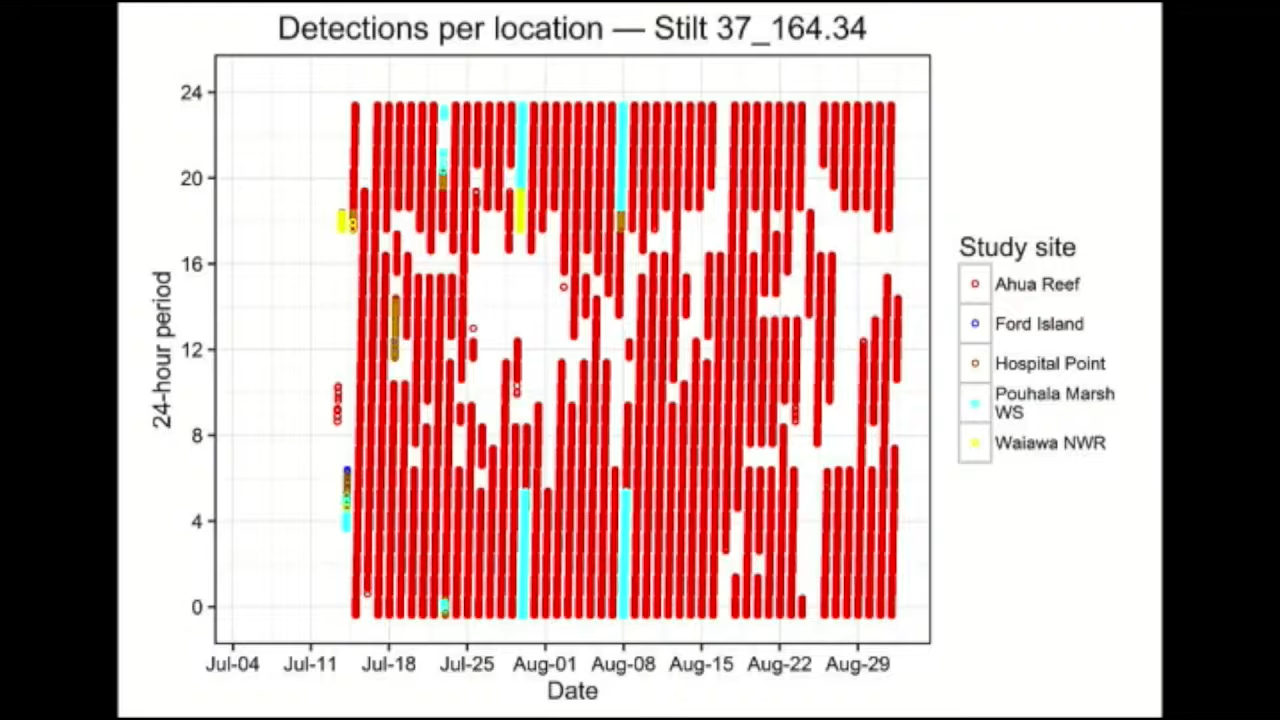 Detections per location — Stilt 37_164.34
24
20
16
12
8
4
0
24-hour period
Jul-04 Jul-11 Jul-18 Jul-25 Aug-01 Aug-08 Aug-15 Aug-22 Aug-29
Date
Study site
Ahua Reef
Ford Island
Hospital Point
Pouhala Marsh
WS
Waiawa NWR